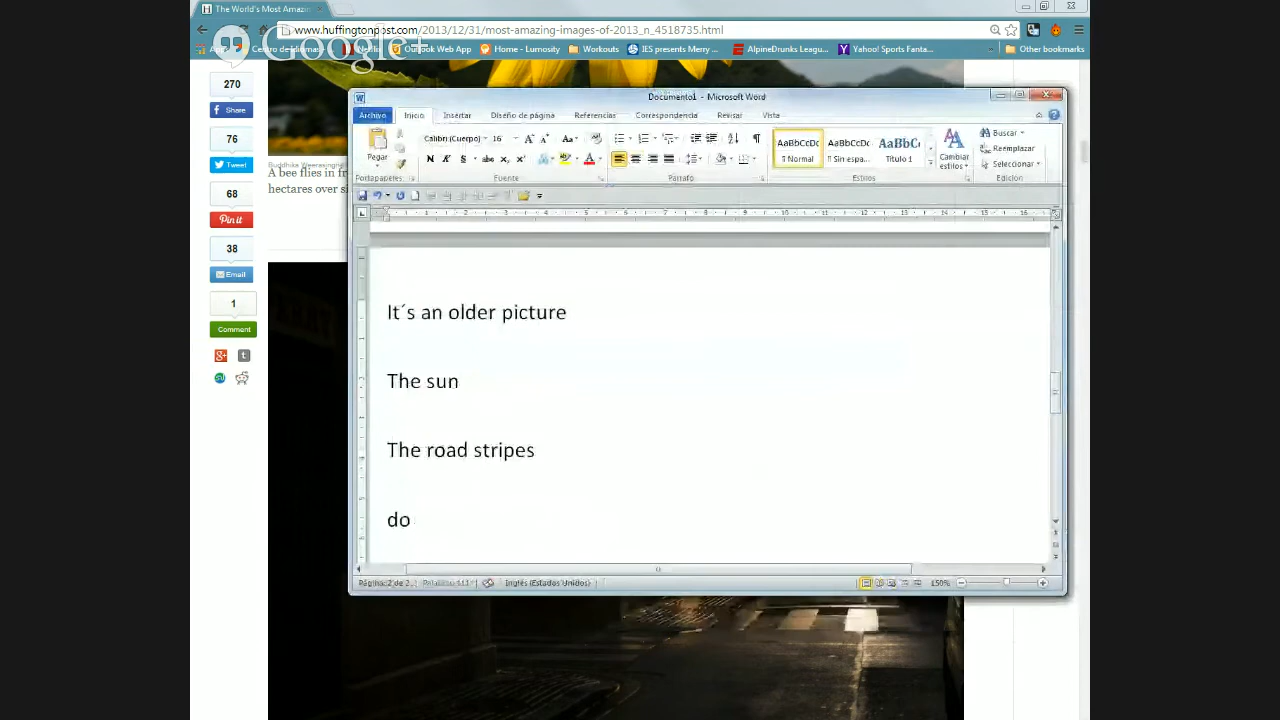 The World's Most Amazin
www.huffingtonpost.com/2013/12/31/most-amazing-images-of-2013_n_4518735.html
Google+
Centro de Idiomas
Netflix
Outlook Web App
Home - Lumosity
Workouts
IES presents Merry ...
AlpineDrunks Leagu...
Yahoo! Sports Fanta...
Other bookmarks
270
Share
76
Tweet
68
Pin it
38
Email
1
Comment
A bee flies in fr
hectares over si
Documento1 - Microsoft Word
Archivo
Inicio
Insertar
Diseño de página
Referencias
Correspondencia
Revisar
Vista
Pegar
Portapapeles
Calibri (Cuerpo)
16
Fuente
Párrafo
AaBbCcDc
¶ Normal
AaBbCcDc
¶ Sin espa...
AaBbC
Título 1
Cambiar estilos
Estilos
Buscar
Reemplazar
Seleccionar
Edición
It´s an older picture
The sun
The road stripes
do
Página: 2 de 2
Inglés (Estados Unidos)
150%